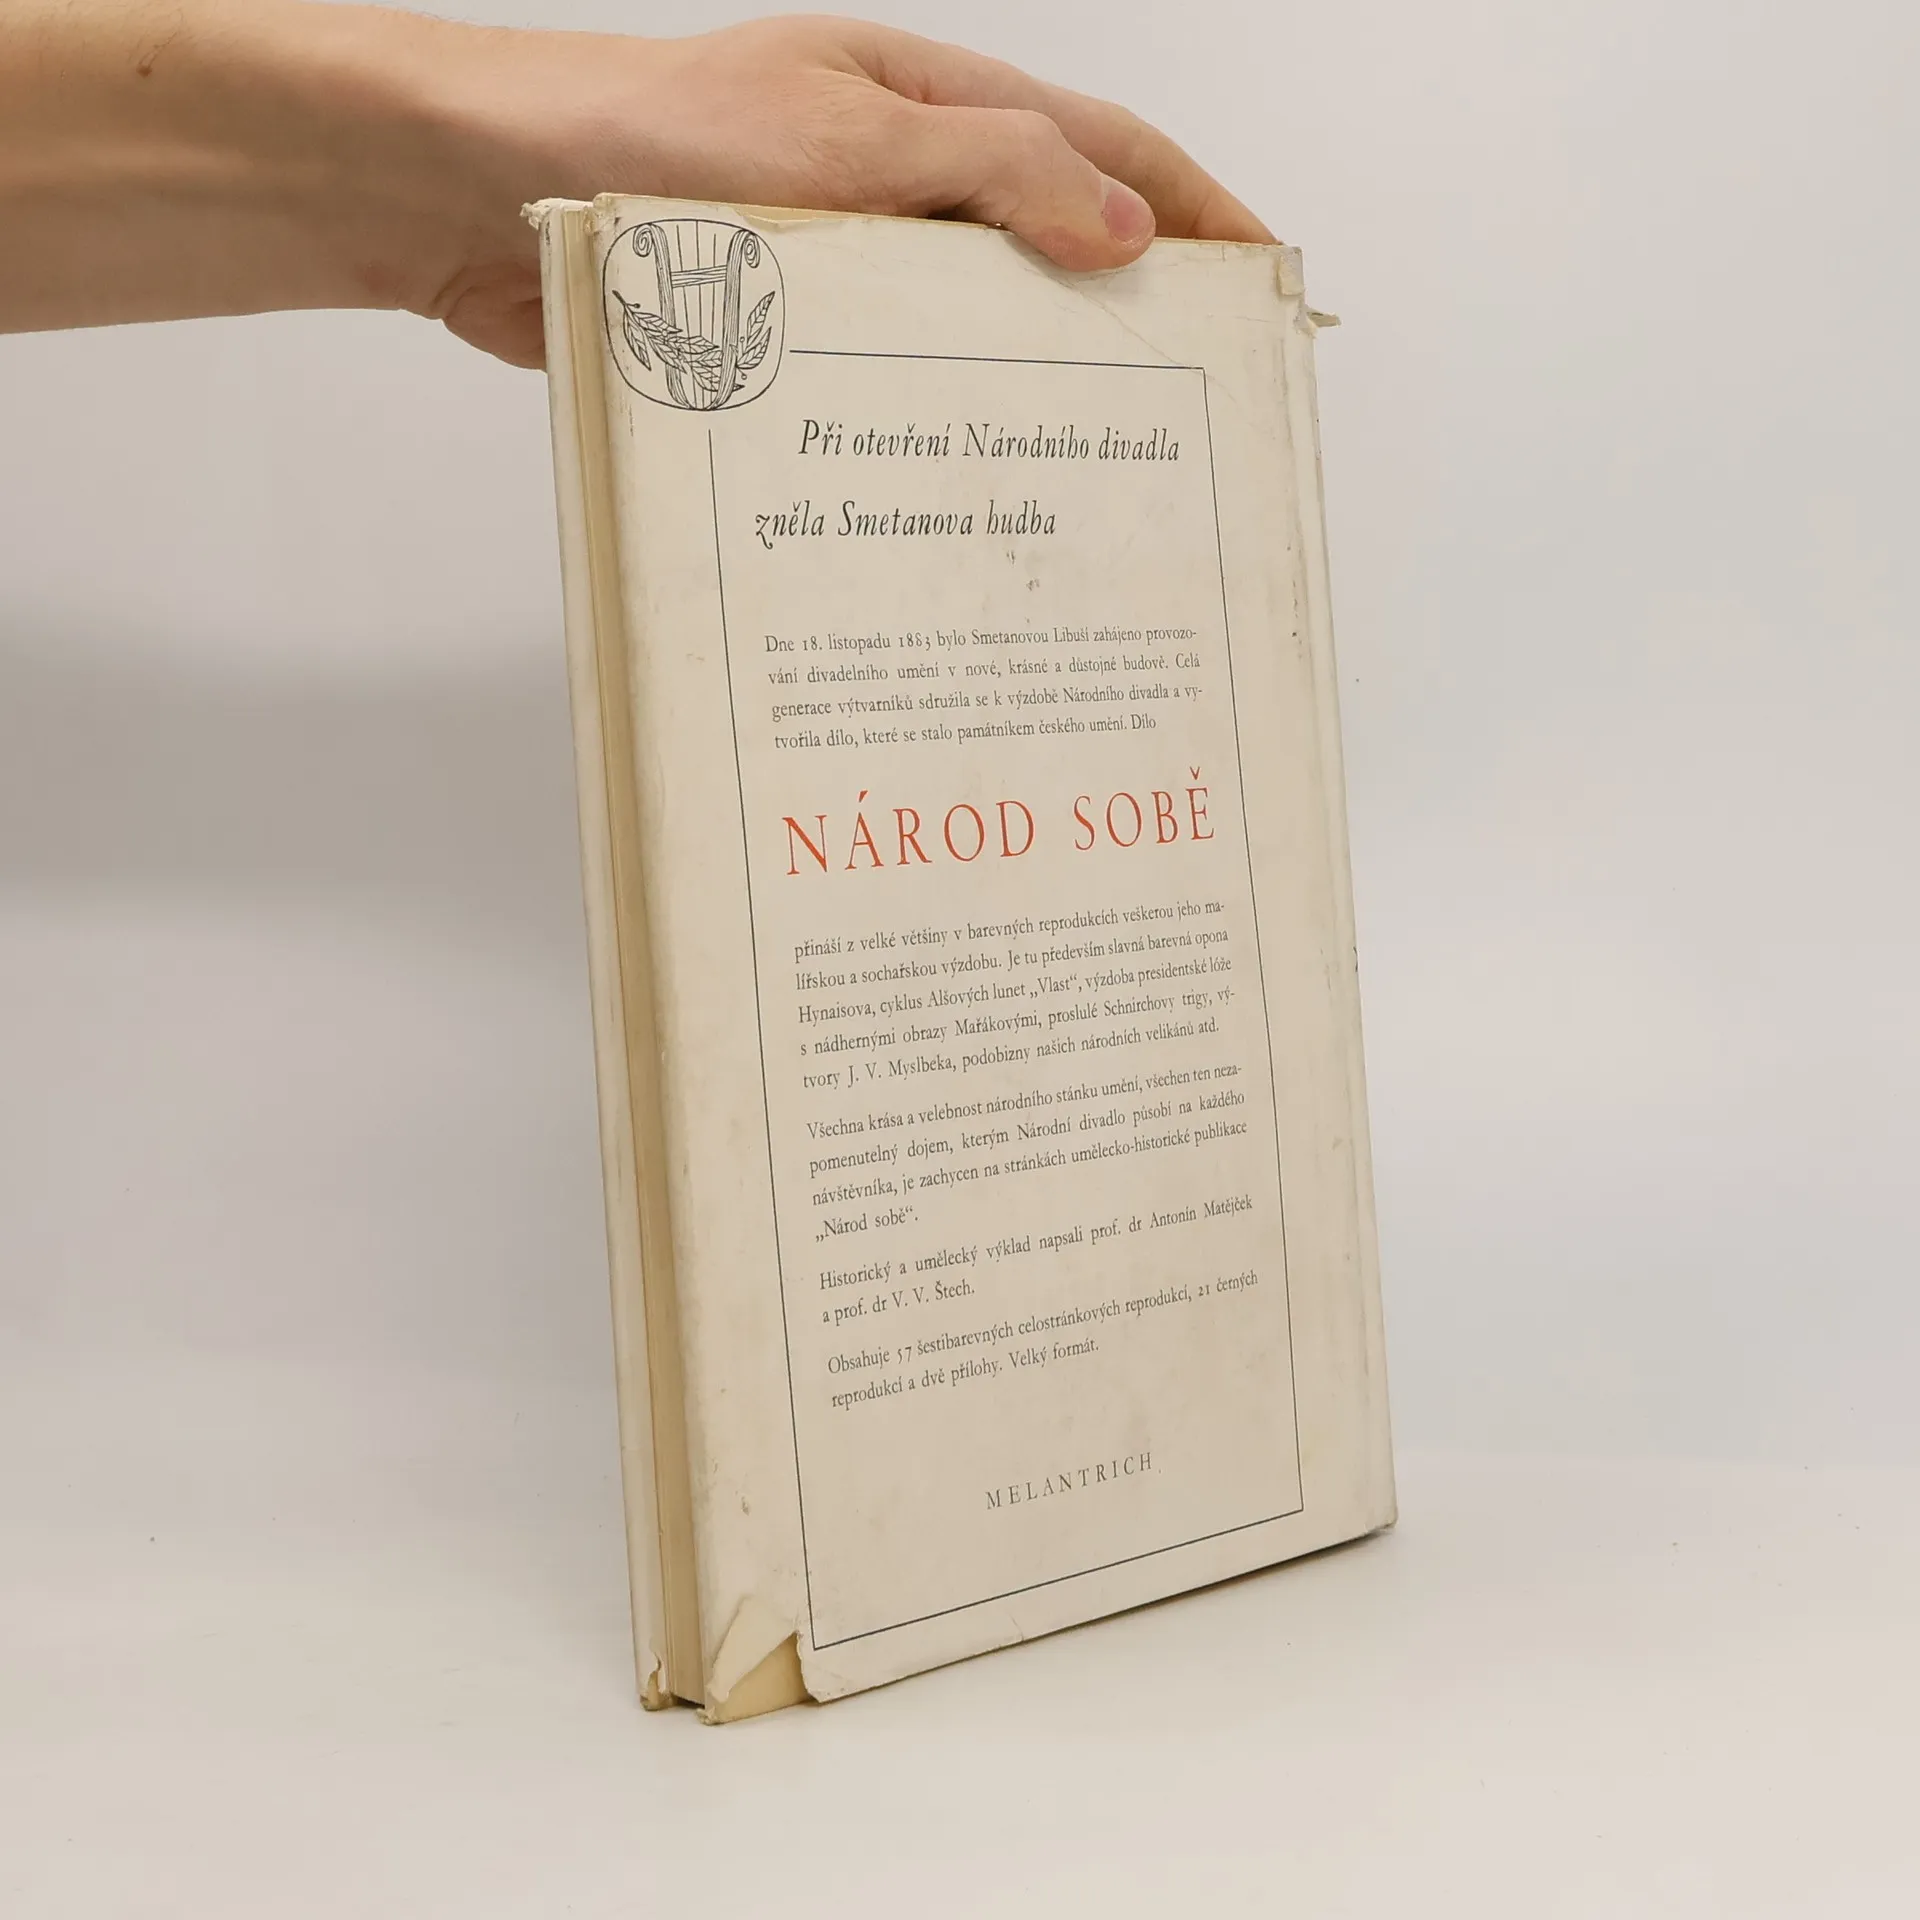 Při otevření Národního divadla
zněla Smetanova hudba
Dne 18. listopadu 1883 bylo Smetanovou Libuší zahájeno provozo-
vání divadelního umění v nové, krásné a důstojné budově. Celá
generace výtvarníků sdružila se k výzdobě Národního divadla a vy-
tvořila dílo, které se stalo památníkem českého umění. Dílo
NÁROD SOBĚ
přináší z velké většiny v barevných reprodukcích veškerou jeho ma-
lířskou a sochařskou výzdobu. Je tu především slavná barevná opona
Hynaisova, cyklus Alšových lunet „Vlast“, výzdoba presidentské lóže
s nádhernými obrazy Mařákovými, proslulé Schnirchovy trigy, vý-
tvory J. V. Myslbeka, podobizny našich národních velikánů atd.
Všechna krása a velebnost národního stánku umění, všechen ten neza-
pomenutelný dojem, kterým Národní divadlo působí na každého
návštěvníka, je zachycen na stránkách umělecko-historické publikace
„Národ sobě“.
Historický a umělecký výklad napsali prof. dr Antonín Matějček
a prof. dr V. V. Štech.
Obsahuje 57 šestibarevných celostránkových reprodukcí, 21 černých
reprodukcí a dvě přílohy. Velký formát.
MELANTRICH